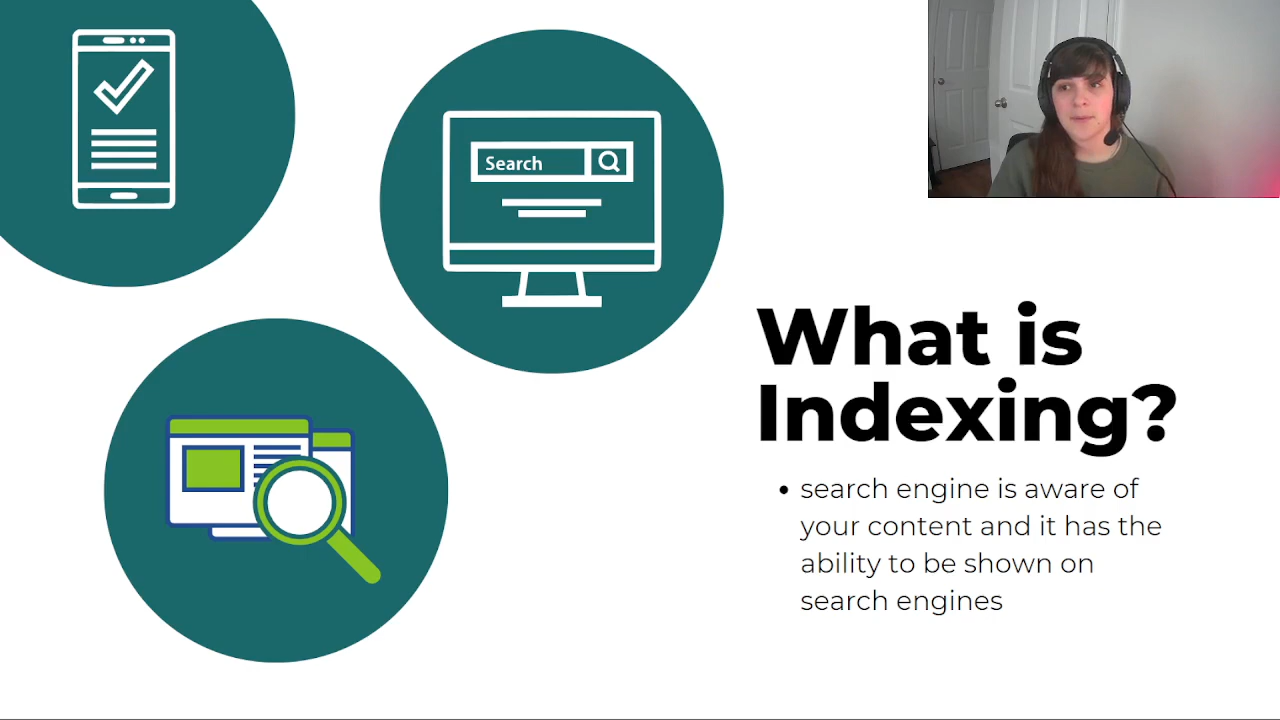 Search
What is
Indexing?
• search engine is aware of
your content and it has the
ability to be shown on
search engines